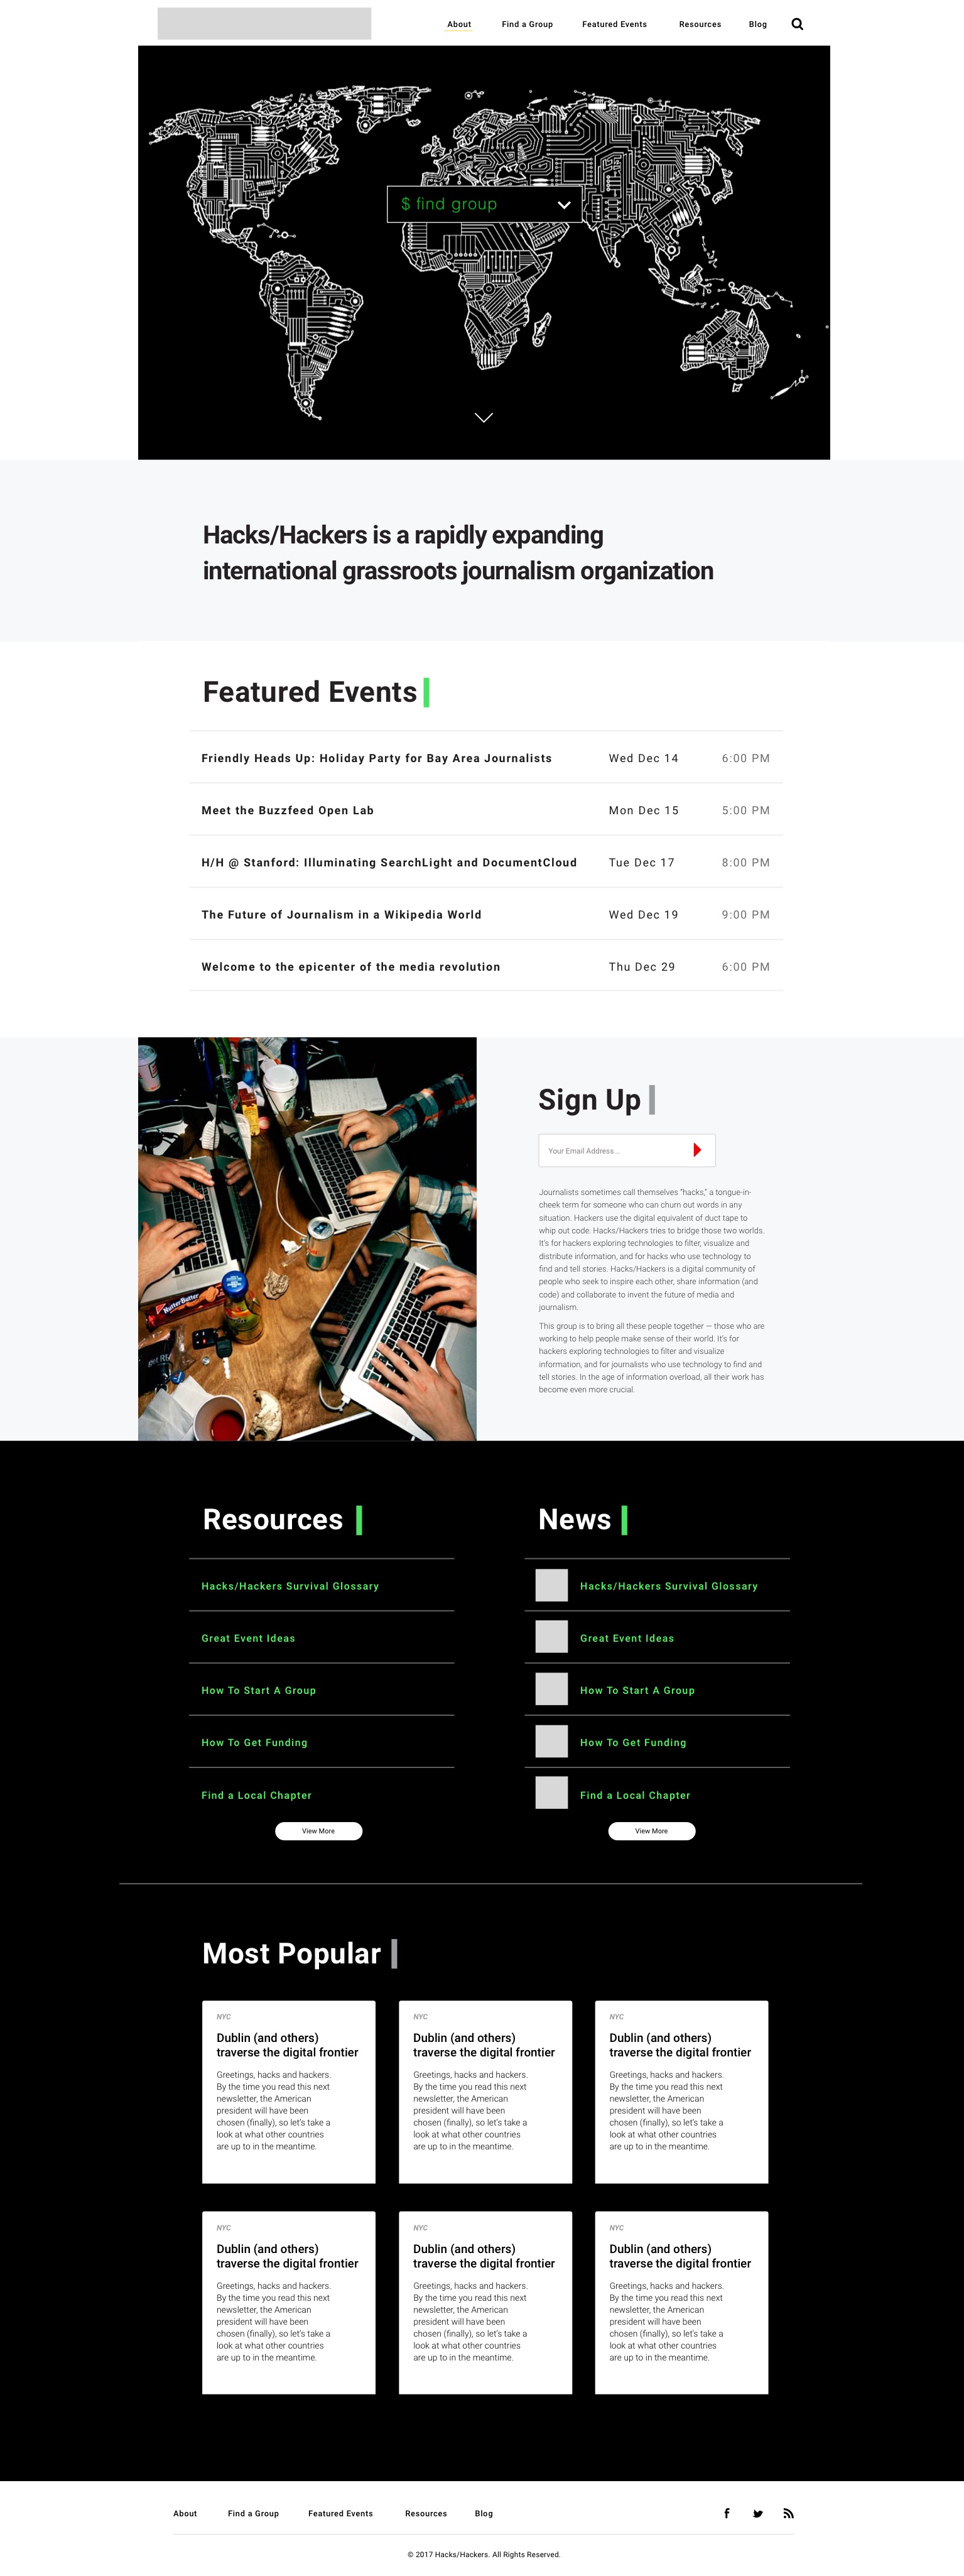 About Find a Group Featured Events Resources Blog
$ find group
Hacks/Hackers is a rapidly expanding
international grassroots journalism organization
Featured Events
Friendly Heads Up: Holiday Party for Bay Area Journalists Wed Dec 14 6:00 PM
Meet the Buzzfeed Open Lab Mon Dec 15 5:00 PM
H/H @ Stanford: Illuminating SearchLight and DocumentCloud Tue Dec 17 8:00 PM
The Future of Journalism in a Wikipedia World Wed Dec 19 9:00 PM
Welcome to the epicenter of the media revolution Thu Dec 29 6:00 PM
ButterButter
Sign Up
Your Email Address...
Journalists sometimes call themselves “hacks,” a tongue-in-
cheek term for someone who can churn out words in any
situation. Hackers use the digital equivalent of duct tape to
whip out code. Hacks/Hackers tries to bridge those two worlds.
It’s for hackers exploring technologies to filter, visualize and
distribute information, and for hacks who use technology to
find and tell stories. Hacks/Hackers is a digital community of
people who seek to inspire each other, share information (and
code) and collaborate to invent the future of media and
journalism.
This group is to bring all these people together — those who are
working to help people make sense of their world. It’s for
hackers exploring technologies to filter and visualize
information, and for journalists who use technology to find and
tell stories. In the age of information overload, all their work has
become even more crucial.
Resources
Hacks/Hackers Survival Glossary
Great Event Ideas
How To Start A Group
How To Get Funding
Find a Local Chapter
View More
News
Hacks/Hackers Survival Glossary
Great Event Ideas
How To Start A Group
How To Get Funding
Find a Local Chapter
View More
Most Popular
NYC
Dublin (and others)
traverse the digital frontier
Greetings, hacks and hackers.
By the time you read this next
newsletter, the American
president will have been
chosen (finally), so let’s take a
look at what other countries
are up to in the meantime.
NYC
Dublin (and others)
traverse the digital frontier
Greetings, hacks and hackers.
By the time you read this next
newsletter, the American
president will have been
chosen (finally), so let’s take a
look at what other countries
are up to in the meantime.
NYC
Dublin (and others)
traverse the digital frontier
Greetings, hacks and hackers.
By the time you read this next
newsletter, the American
president will have been
chosen (finally), so let’s take a
look at what other countries
are up to in the meantime.
NYC
Dublin (and others)
traverse the digital frontier
Greetings, hacks and hackers.
By the time you read this next
newsletter, the American
president will have been
chosen (finally), so let’s take a
look at what other countries
are up to in the meantime.
NYC
Dublin (and others)
traverse the digital frontier
Greetings, hacks and hackers.
By the time you read this next
newsletter, the American
president will have been
chosen (finally), so let’s take a
look at what other countries
are up to in the meantime.
NYC
Dublin (and others)
traverse the digital frontier
Greetings, hacks and hackers.
By the time you read this next
newsletter, the American
president will have been
chosen (finally), so let’s take a
look at what other countries
are up to in the meantime.
About Find a Group Featured Events Resources Blog
© 2017 Hacks/Hackers. All Rights Reserved.